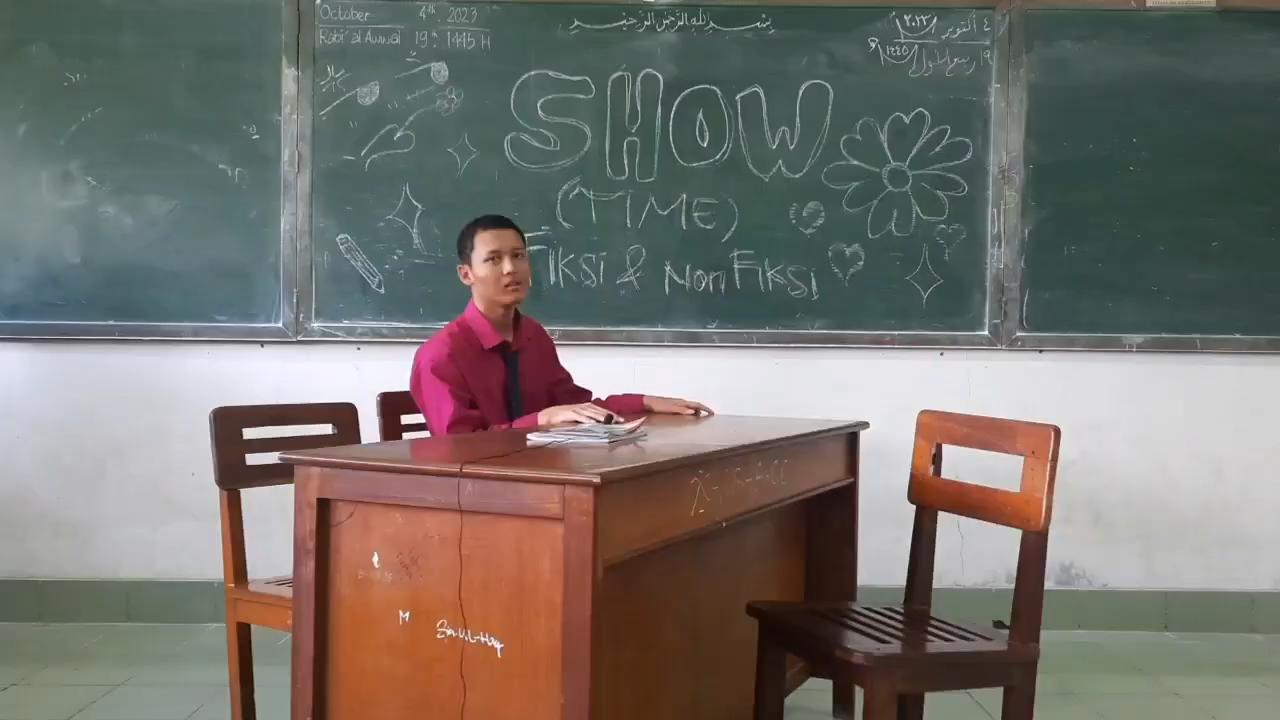 October 4th. 2023
Rabi' al Awwal 19th 1445 H
بسم الله الرحمن الرحيم
٤ أكتوبر ٢٠٢٣
١٩ ربيع الأول ١٤٤٥
SHOW
(TIME)
FIKSI & NonFIKSI
M